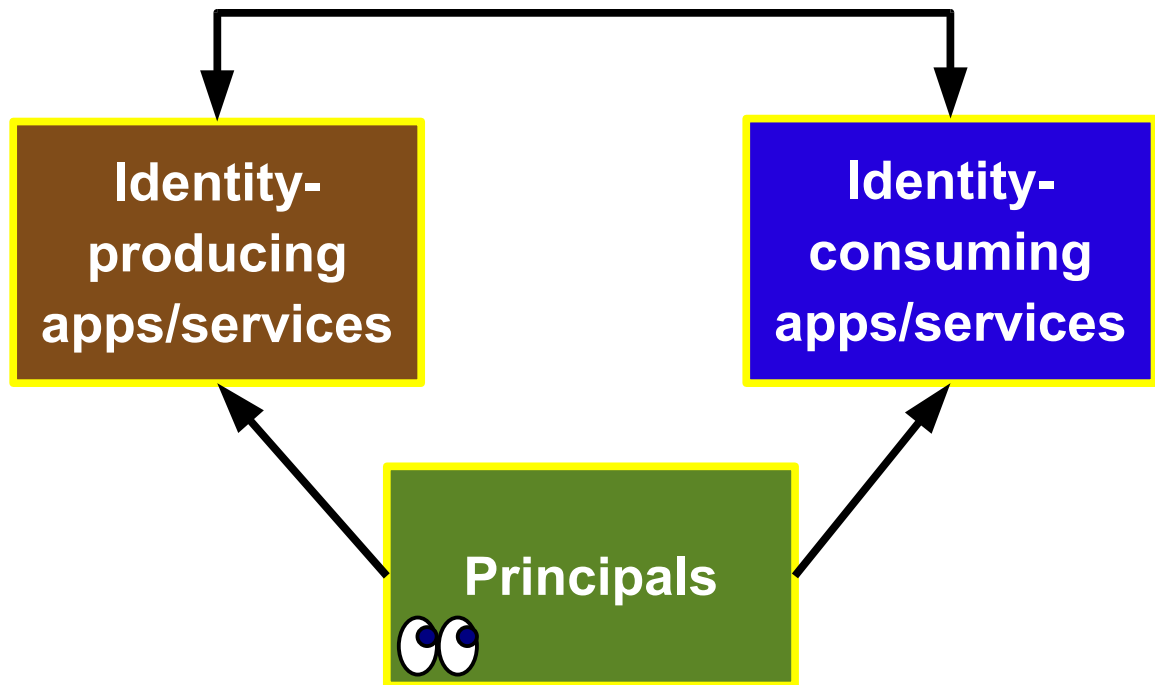 Identity-
producing
apps/services
Identity-
consuming
apps/services
Principals